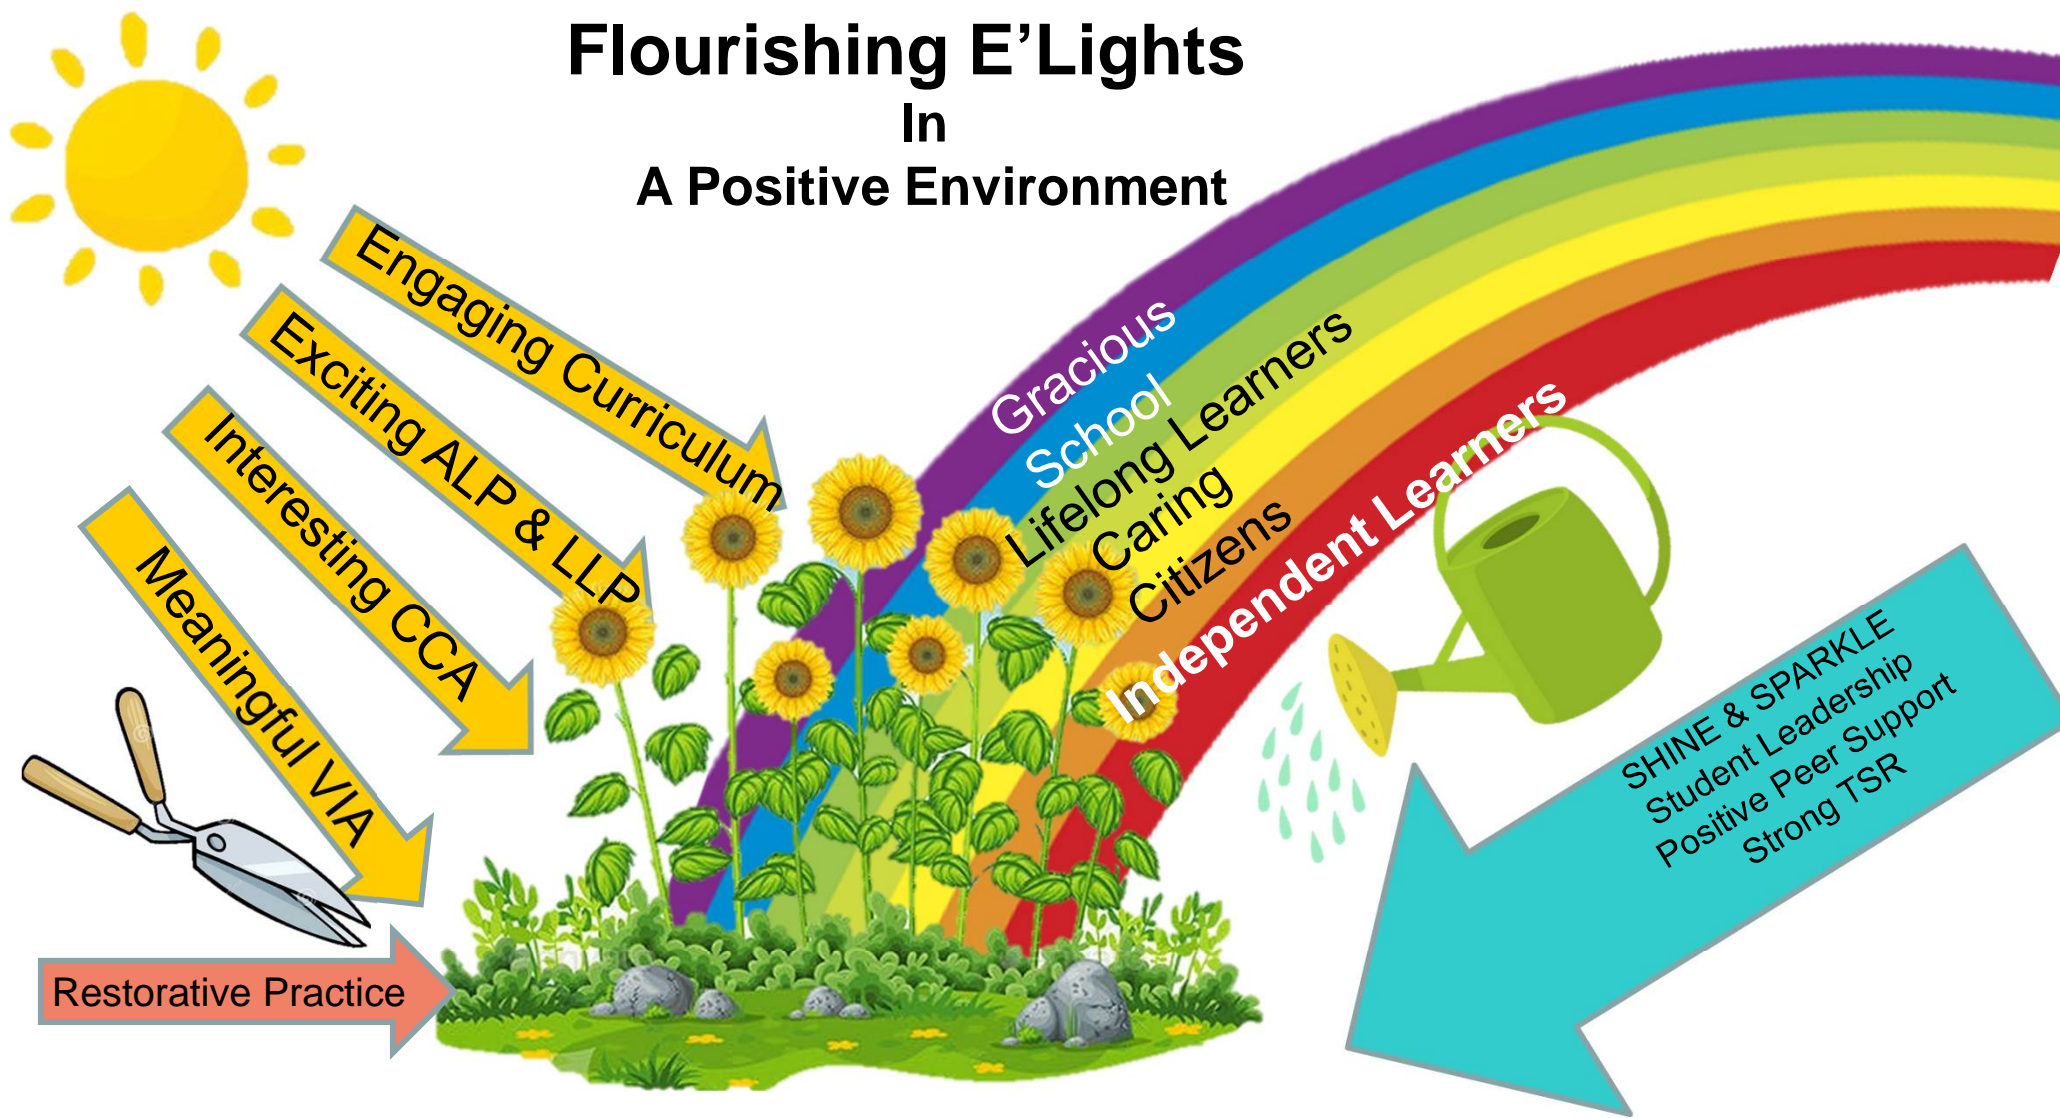 Flourishing E’Lights
In
A Positive Environment
Engaging Curriculum
Exciting ALP & LLP
Interesting CCA
Meaningful VIA
Restorative Practice
Gracious
School
Lifelong Learners
Caring
Citizens
Independent Learners
SHINE & SPARKLE
Student Leadership
Positive Peer Support
Strong TSR